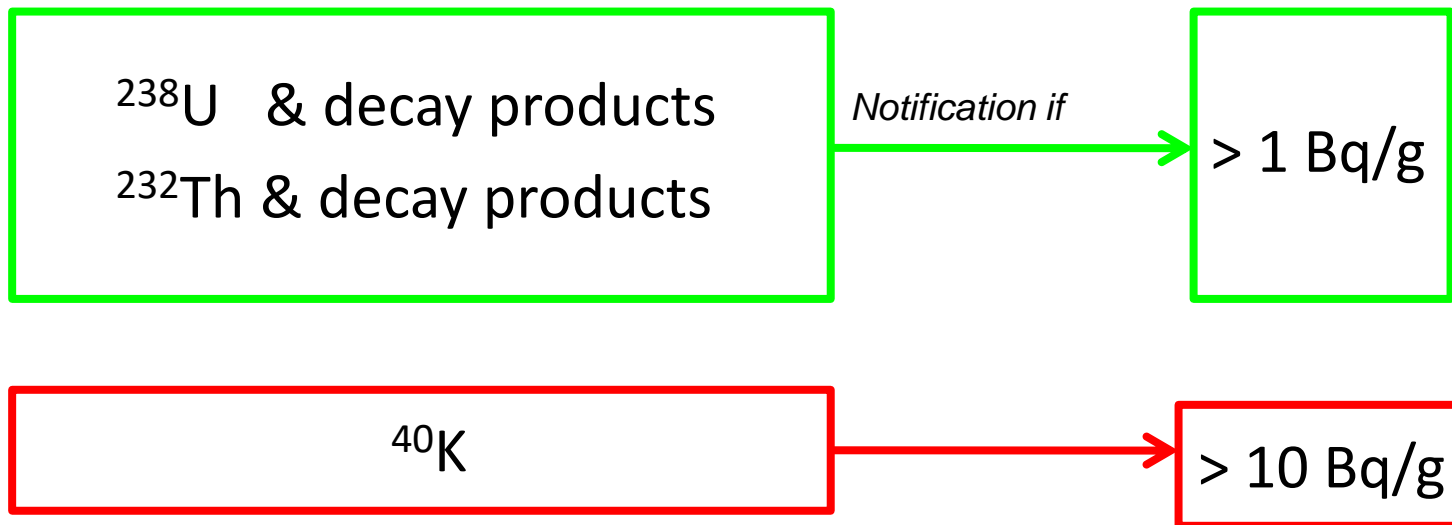 ²³⁸U & decay products
²³²Th & decay products
Notification if
> 1 Bq/g
⁴⁰K
> 10 Bq/g